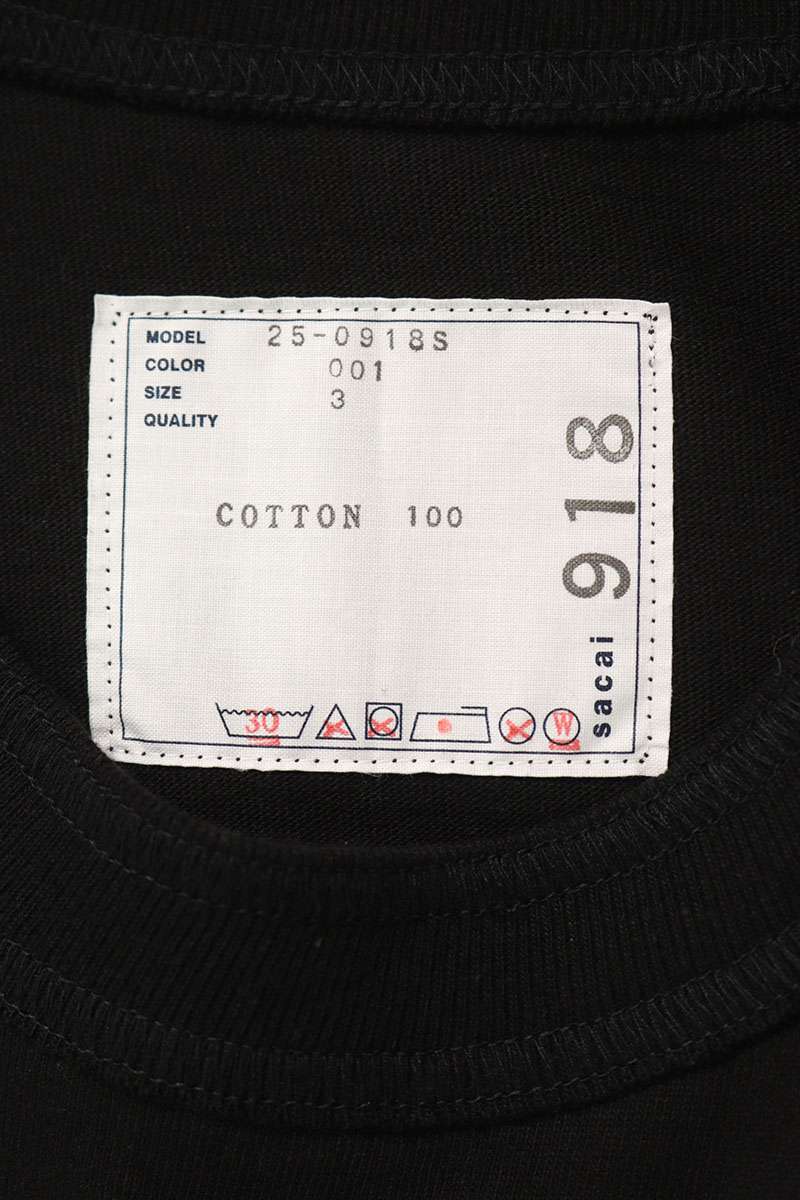 MODEL 25-0918S
COLOR 001
SIZE 3
QUALITY
COTTON 100
30
W
sacai 918